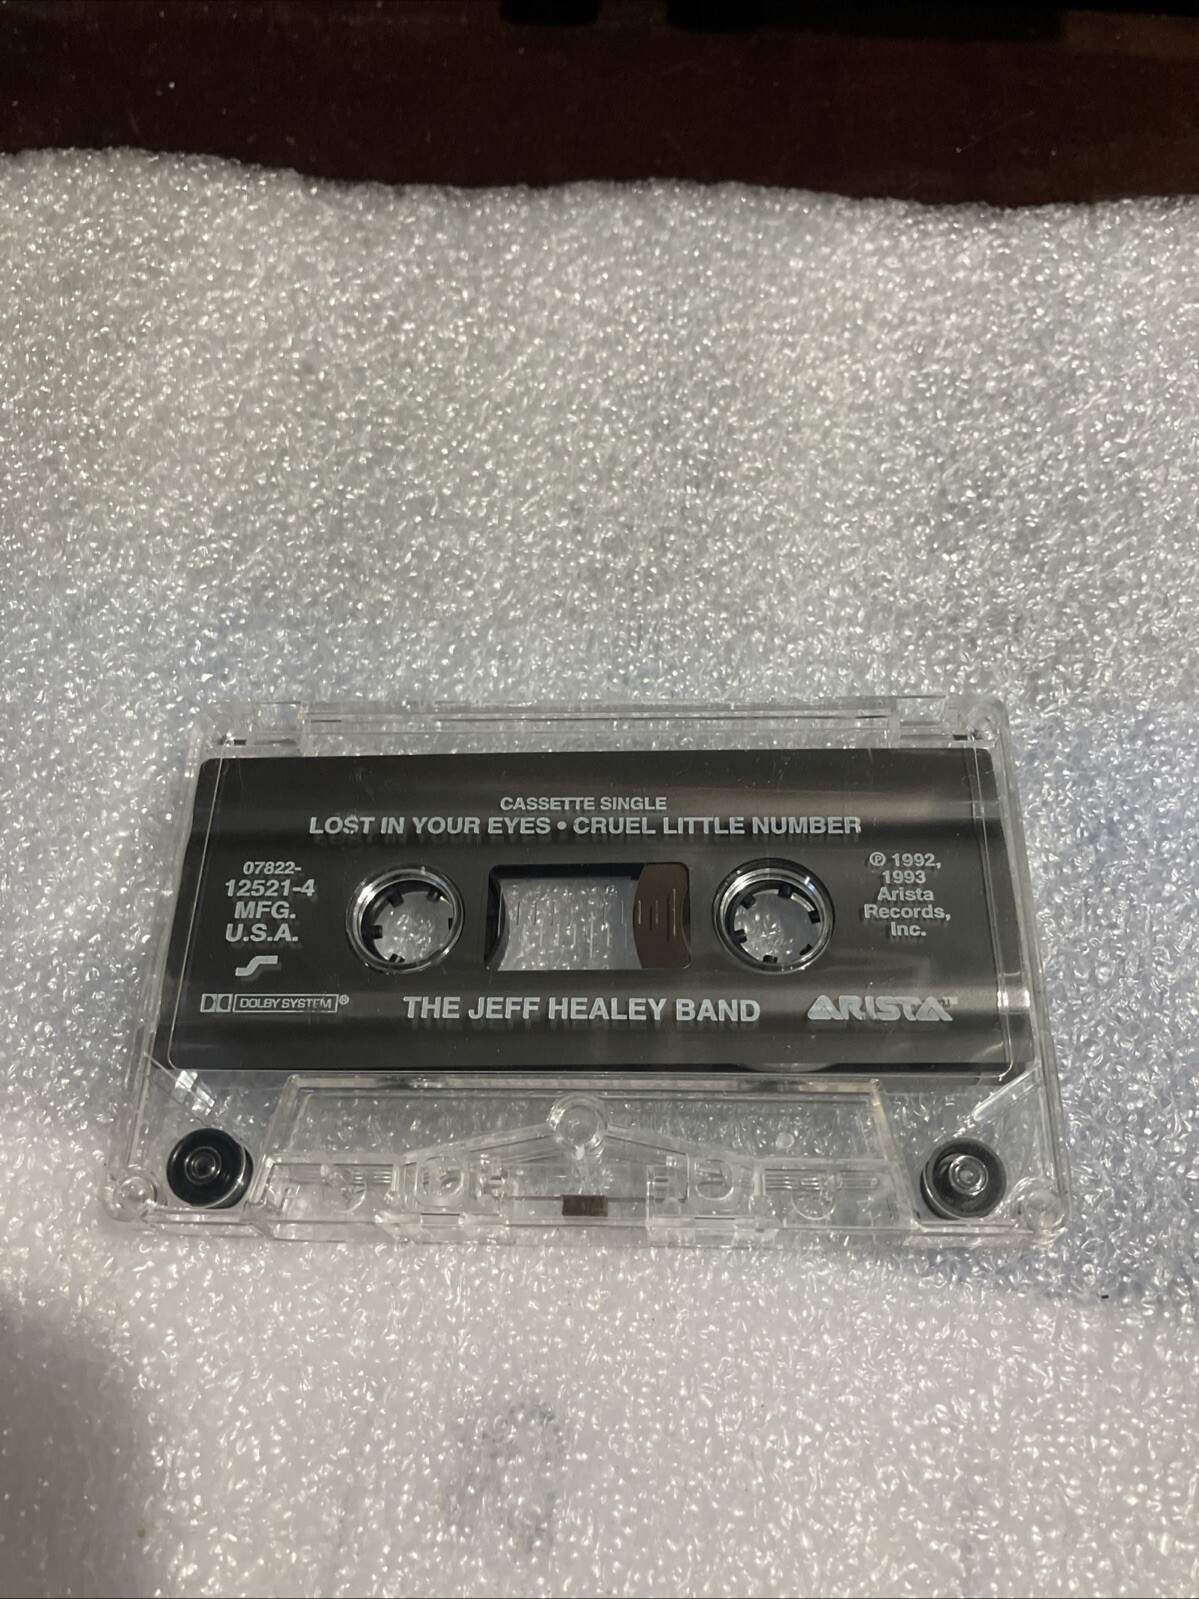 CASSETTE SINGLE
LOST IN YOUR EYES • CRUEL LITTLE NUMBER
07822-
12521-4
MFG.
U.S.A.
℗ 1992,
1993
Arista
Records,
Inc.
DOLBY SYSTEM®
THE JEFF HEALEY BAND
ARISTA™